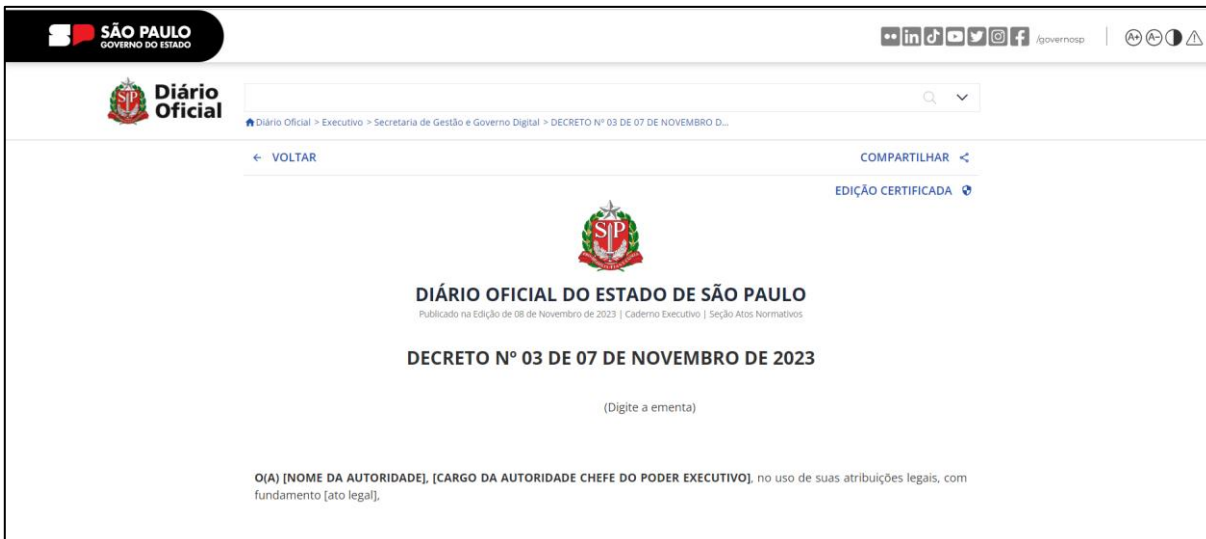 SÃO PAULO
GOVERNO DO ESTADO
/governosp
A+ A-
Diário
Oficial
Diário Oficial > Executivo > Secretaria de Gestão e Governo Digital > DECRETO Nº 03 DE 07 DE NOVEMBRO D...
← VOLTAR
COMPARTILHAR
EDIÇÃO CERTIFICADA
SP
DIÁRIO OFICIAL DO ESTADO DE SÃO PAULO
Publicado na Edição de 08 de Novembro de 2023 | Caderno Executivo | Seção Atos Normativos
DECRETO Nº 03 DE 07 DE NOVEMBRO DE 2023
(Digite a ementa)
O(A) [NOME DA AUTORIDADE], [CARGO DA AUTORIDADE CHEFE DO PODER EXECUTIVO], no uso de suas atribuições legais, com
fundamento [ato legal],